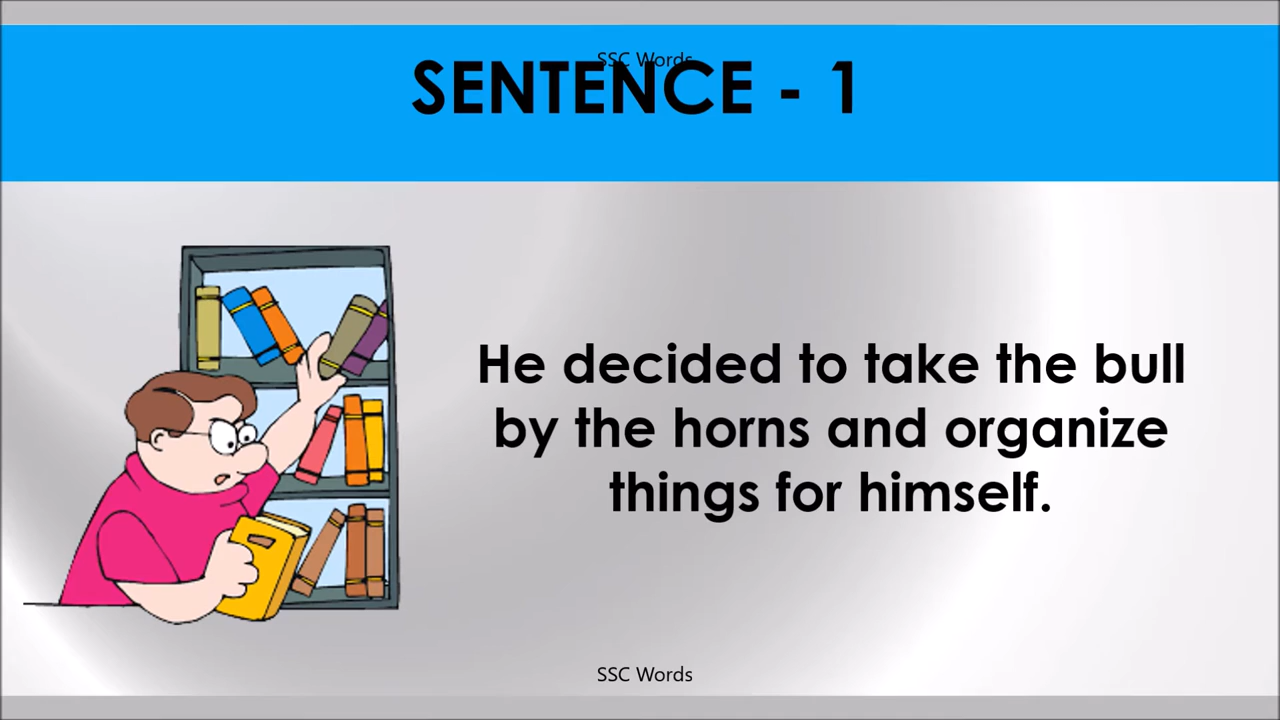 SSC Words
SENTENCE - 1
He decided to take the bull
by the horns and organize
things for himself.
SSC Words